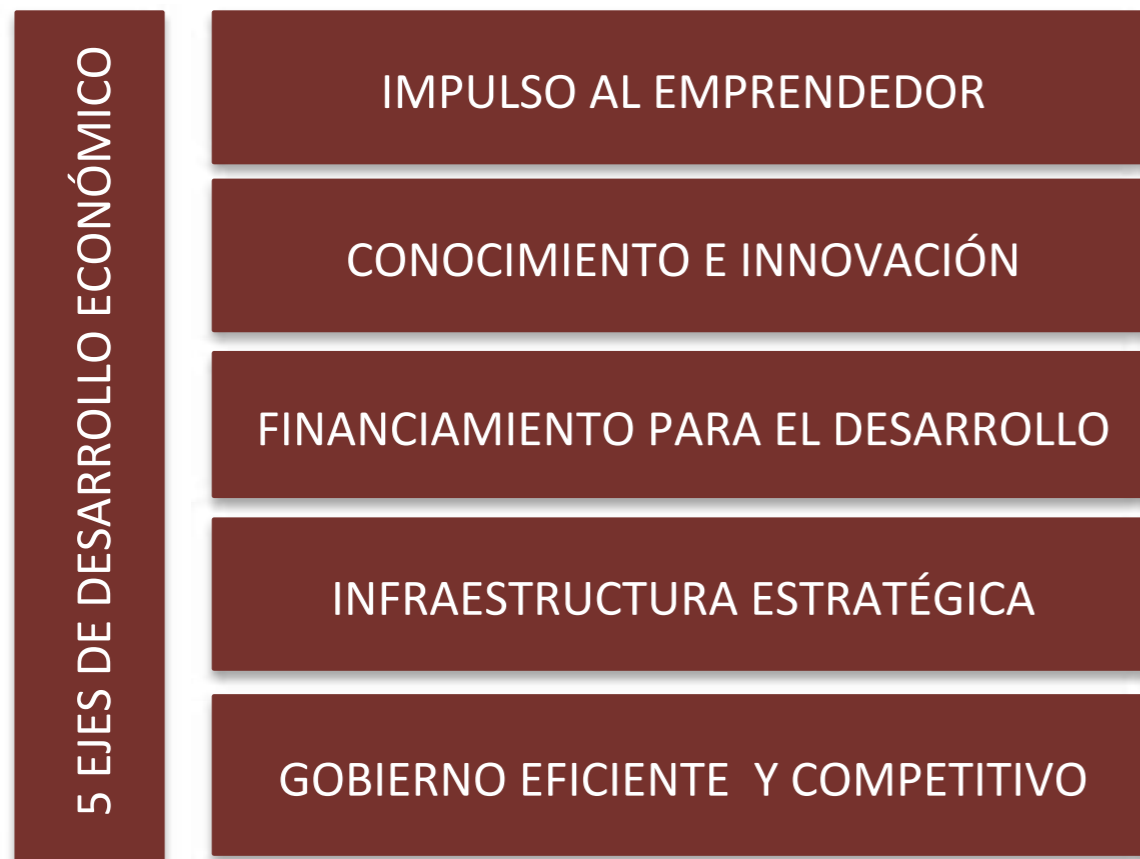 5 EJES DE DESARROLLO ECONÓMICO
IMPULSO AL EMPRENDEDOR
CONOCIMIENTO E INNOVACIÓN
FINANCIAMIENTO PARA EL DESARROLLO
INFRAESTRUCTURA ESTRATÉGICA
GOBIERNO EFICIENTE  Y COMPETITIVO